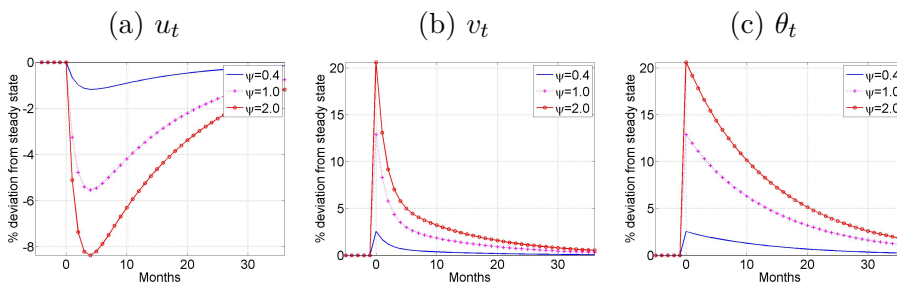 (a) u_t
(b) v_t
(c) θ_t
% deviation from steady state
0
-2
-4
-6
-8
0
10
20
30
Months
ψ=0.4
ψ=1.0
ψ=2.0
% deviation from steady state
20
15
10
5
0
0
10
20
30
Months
ψ=0.4
ψ=1.0
ψ=2.0
% deviation from steady state
20
15
10
5
0
0
10
20
30
Months
ψ=0.4
ψ=1.0
ψ=2.0